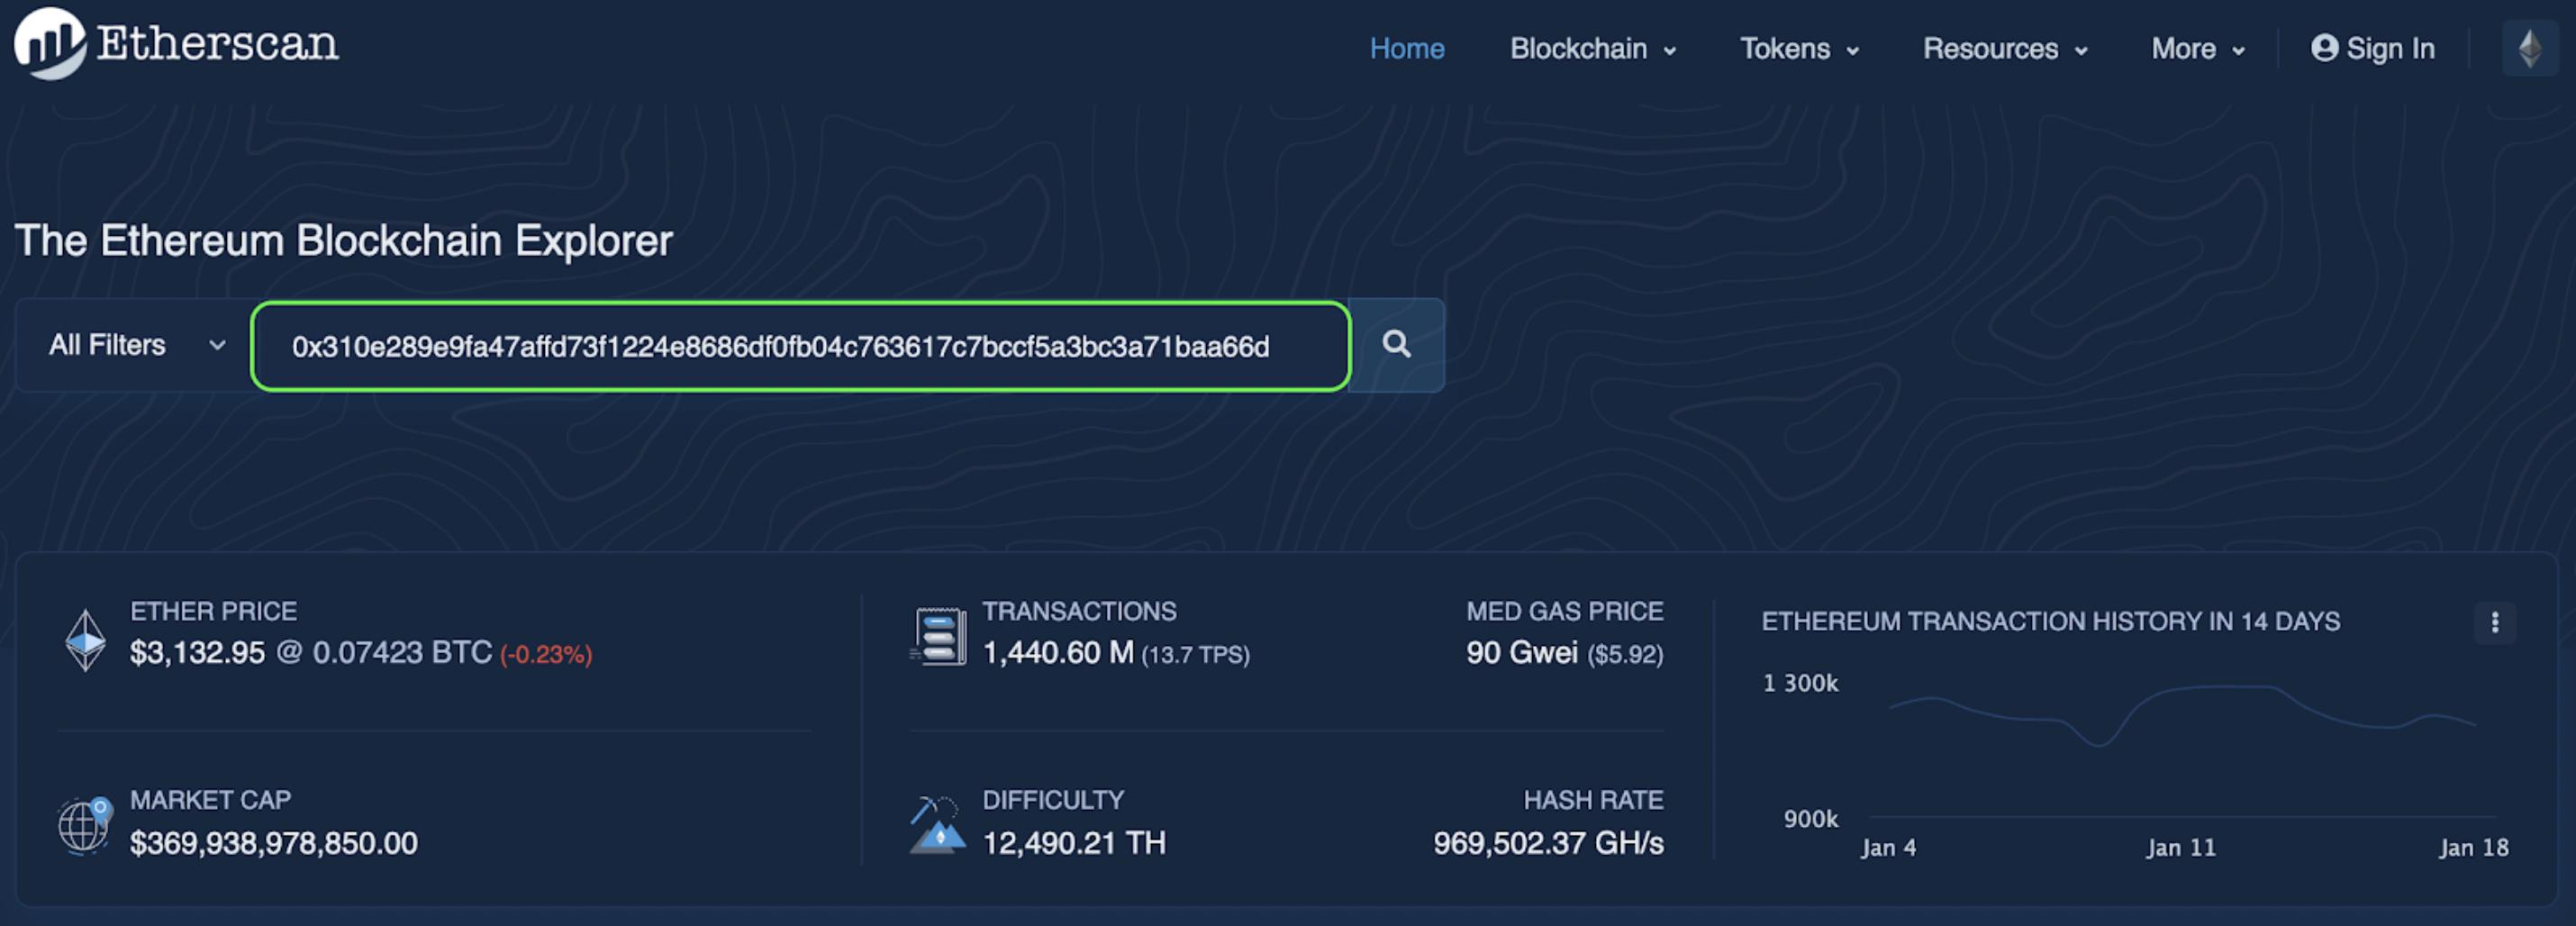 Etherscan
Home Blockchain Tokens Resources More Sign In
The Ethereum Blockchain Explorer
All Filters 0x310e289e9fa47affd73f1224e8686df0fb04c763617c7bccf5a3bc3a71baa66d
ETHER PRICE
$3,132.95 @ 0.07423 BTC (-0.23%)
MARKET CAP
$369,938,978,850.00
TRANSACTIONS
1,440.60 M (13.7 TPS)
MED GAS PRICE
90 Gwei ($5.92)
DIFFICULTY
12,490.21 TH
HASH RATE
969,502.37 GH/s
ETHEREUM TRANSACTION HISTORY IN 14 DAYS
1 300k
900k
Jan 4 Jan 11 Jan 18